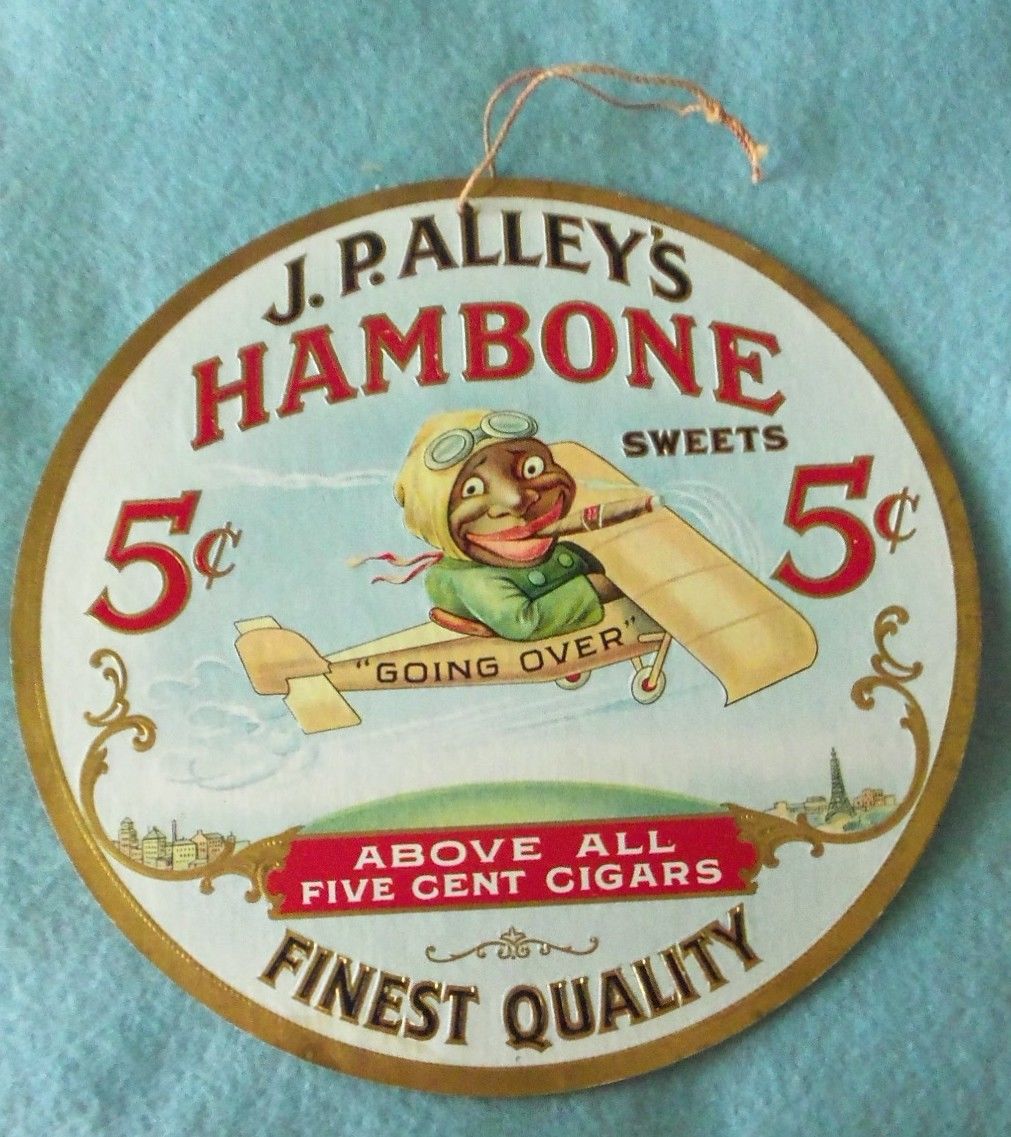 J. P. ALLEY'S
HAMBONE
SWEETS
5¢
5¢
"GOING OVER"
ABOVE ALL
FIVE CENT CIGARS
FINEST QUALITY